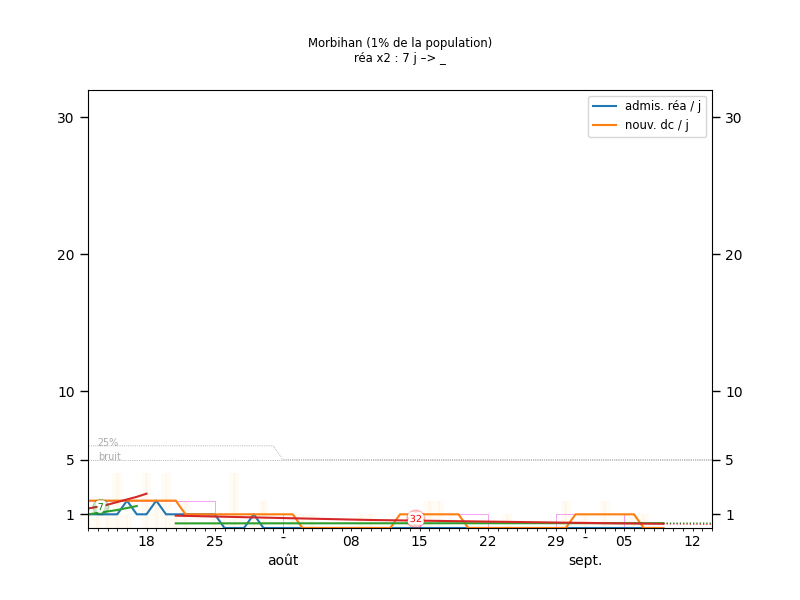 Morbihan (1% de la population)
réa x2 : 7 j –> _
admis. réa / j
nouv. dc / j
30 30
20 20
10 10
25%
bruit
5 5
7
32
1 1
18 25 - 08 15 22 29 - 05 12
août sept.